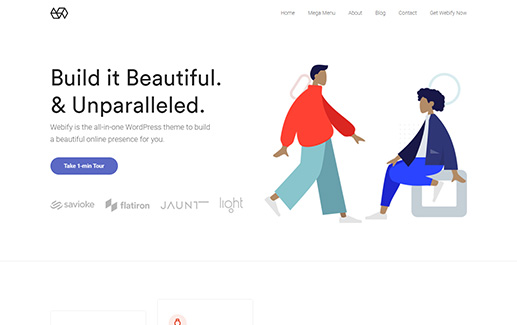 Home Mega Menu About Blog Contact Get Webify Now
Build it Beautiful.
& Unparalleled.
Webify is the all-in-one WordPress theme to build
a beautiful online presence for you.
Take 1-min Tour
savioke flatiron JAUNT light